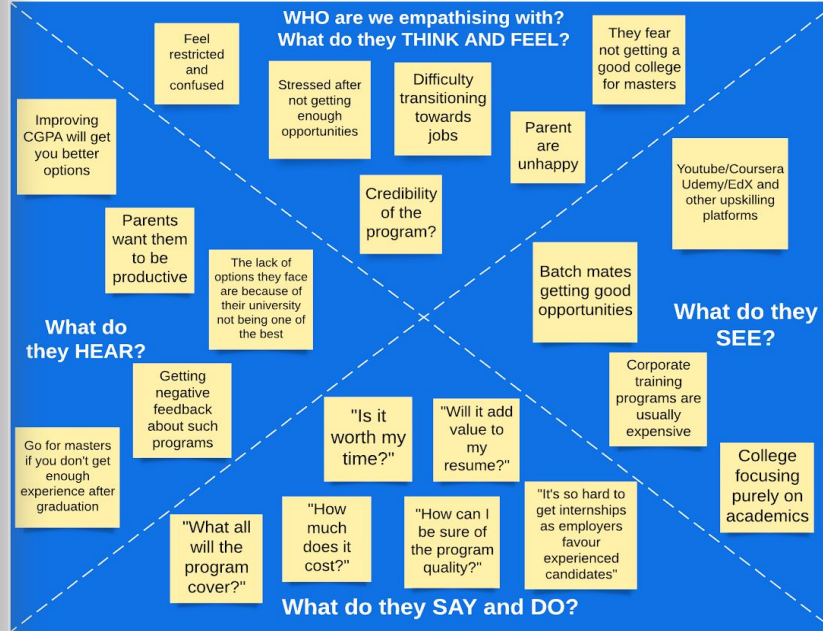 WHO are we empathising with?
What do they THINK AND FEEL?
Feel
restricted
and
confused
Stressed after
not getting
enough
opportunities
Difficulty
transitioning
towards
jobs
They fear
not getting a
good college
for masters
Parent
are
unhappy
Credibility
of the
program?
Improving
CGPA will get
you better
options
Parents
want them
to be
productive
The lack of
options they face
are because of
their university
not being one of
the best
What do
they HEAR?
Getting
negative
feedback
about such
programs
Go for masters
if you don't get
enough
experience after
graduation
Youtube/Coursera
Udemy/EdX and
other upskilling
platforms
Batch mates
getting good
opportunities
What do they
SEE?
Corporate
training
programs are
usually
expensive
College
focusing
purely on
academics
"Is it
worth my
time?"
"Will it add
value to
my
resume?"
"What all
will the
program
cover?"
"How
much
does it
cost?"
"How can I
be sure of
the program
quality?"
"It's so hard to
get internships
as employers
favour
experienced
candidates"
What do they SAY and DO?